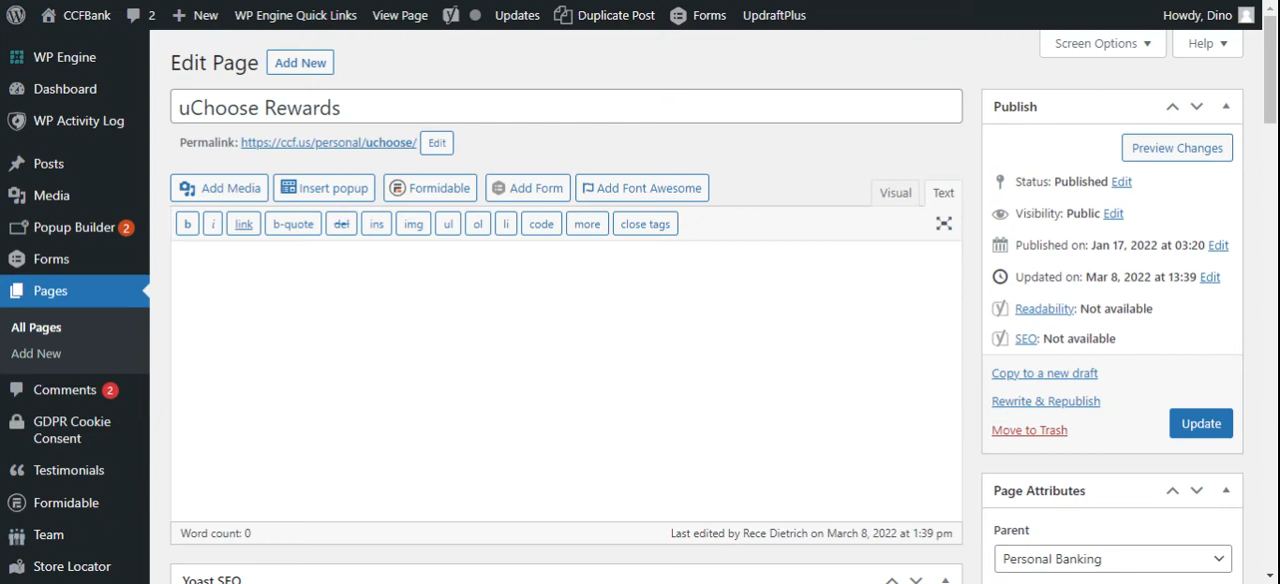 CCFBank 2 New WP Engine Quick Links View Page Updates Duplicate Post Forms UpdraftPlus Howdy, Dino
WP Engine
Dashboard
WP Activity Log
Posts
Media
Popup Builder 2
Forms
Pages
All Pages
Add New
Comments 2
GDPR Cookie
Consent
Testimonials
Formidable
Team
Store Locator
Screen Options ▼ Help ▼
Edit Page Add New
uChoose Rewards
Permalink: https://ccf.us/personal/uchoose/ Edit
Add Media Insert popup Formidable Add Form Add Font Awesome Visual Text
b i link b-quote del ins img ul ol li code more close tags
Word count: 0 Last edited by Rece Dietrich on March 8, 2022 at 1:39 pm
Yoast SEO
Publish
Preview Changes
Status: Published Edit
Visibility: Public Edit
Published on: Jan 17, 2022 at 03:20 Edit
Updated on: Mar 8, 2022 at 13:39 Edit
Readability: Not available
SEO: Not available
Copy to a new draft
Rewrite & Republish
Move to Trash Update
Page Attributes
Parent
Personal Banking